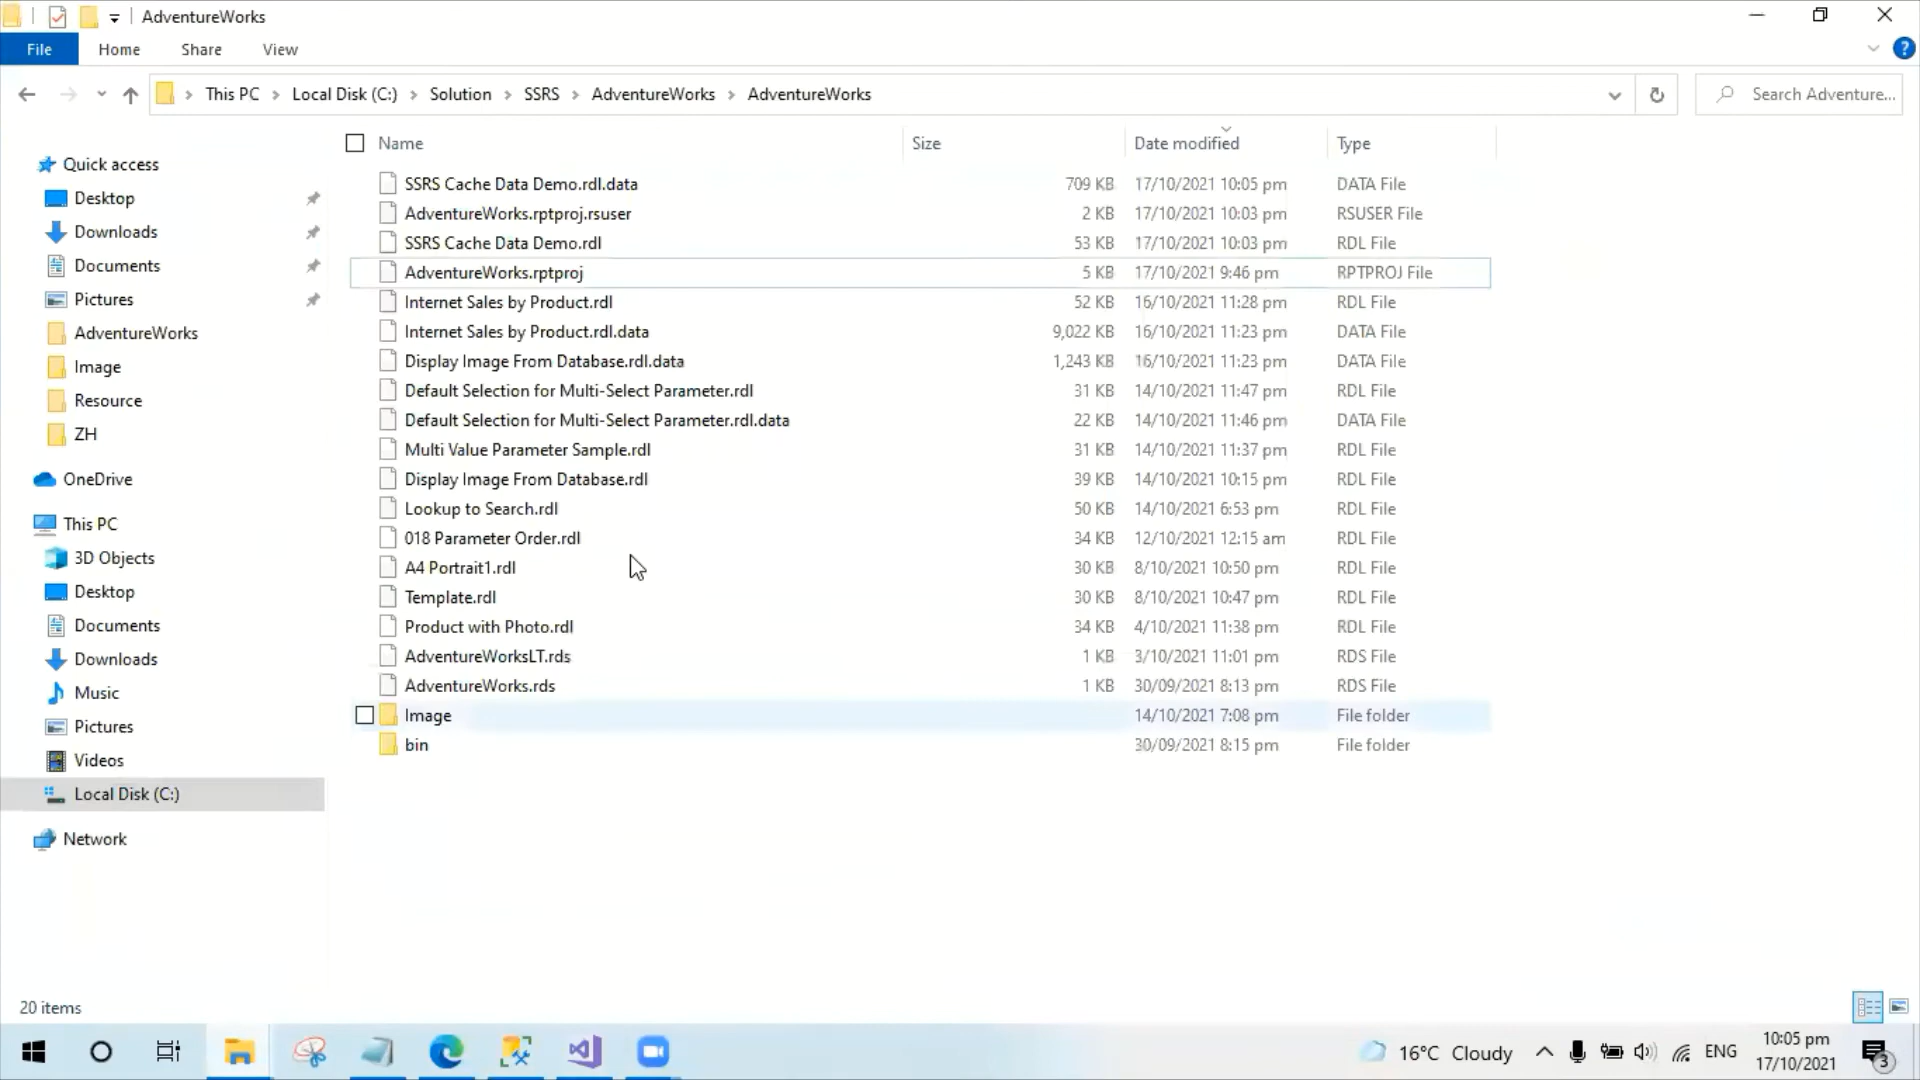 AdventureWorks
File Home Share View
This PC Local Disk (C:) Solution SSRS AdventureWorks AdventureWorks Search Adventure...
Name Size Date modified Type
Quick access
Desktop
Downloads
Documents
Pictures
AdventureWorks
Image
Resource
ZH
OneDrive
This PC
3D Objects
Desktop
Documents
Downloads
Music
Pictures
Videos
Local Disk (C:)
Network
SSRS Cache Data Demo.rdl.data 709 KB 17/10/2021 10:05 pm DATA File
AdventureWorks.rptproj.rsuser 2 KB 17/10/2021 10:03 pm RSUSER File
SSRS Cache Data Demo.rdl 53 KB 17/10/2021 10:03 pm RDL File
AdventureWorks.rptproj 5 KB 17/10/2021 9:46 pm RPTPROJ File
Internet Sales by Product.rdl 52 KB 16/10/2021 11:28 pm RDL File
Internet Sales by Product.rdl.data 9,022 KB 16/10/2021 11:23 pm DATA File
Display Image From Database.rdl.data 1,243 KB 16/10/2021 11:23 pm DATA File
Default Selection for Multi-Select Parameter.rdl 31 KB 14/10/2021 11:47 pm RDL File
Default Selection for Multi-Select Parameter.rdl.data 22 KB 14/10/2021 11:46 pm DATA File
Multi Value Parameter Sample.rdl 31 KB 14/10/2021 11:37 pm RDL File
Display Image From Database.rdl 39 KB 14/10/2021 10:15 pm RDL File
Lookup to Search.rdl 50 KB 14/10/2021 6:53 pm RDL File
018 Parameter Order.rdl 34 KB 12/10/2021 12:15 am RDL File
A4 Portrait1.rdl 30 KB 8/10/2021 10:50 pm RDL File
Template.rdl 30 KB 8/10/2021 10:47 pm RDL File
Product with Photo.rdl 34 KB 4/10/2021 11:38 pm RDL File
AdventureWorksLT.rds 1 KB 3/10/2021 11:01 pm RDS File
AdventureWorks.rds 1 KB 30/09/2021 8:13 pm RDS File
Image 14/10/2021 7:08 pm File folder
bin 30/09/2021 8:15 pm File folder
20 items
16°C Cloudy ENG 10:05 pm
17/10/2021
3